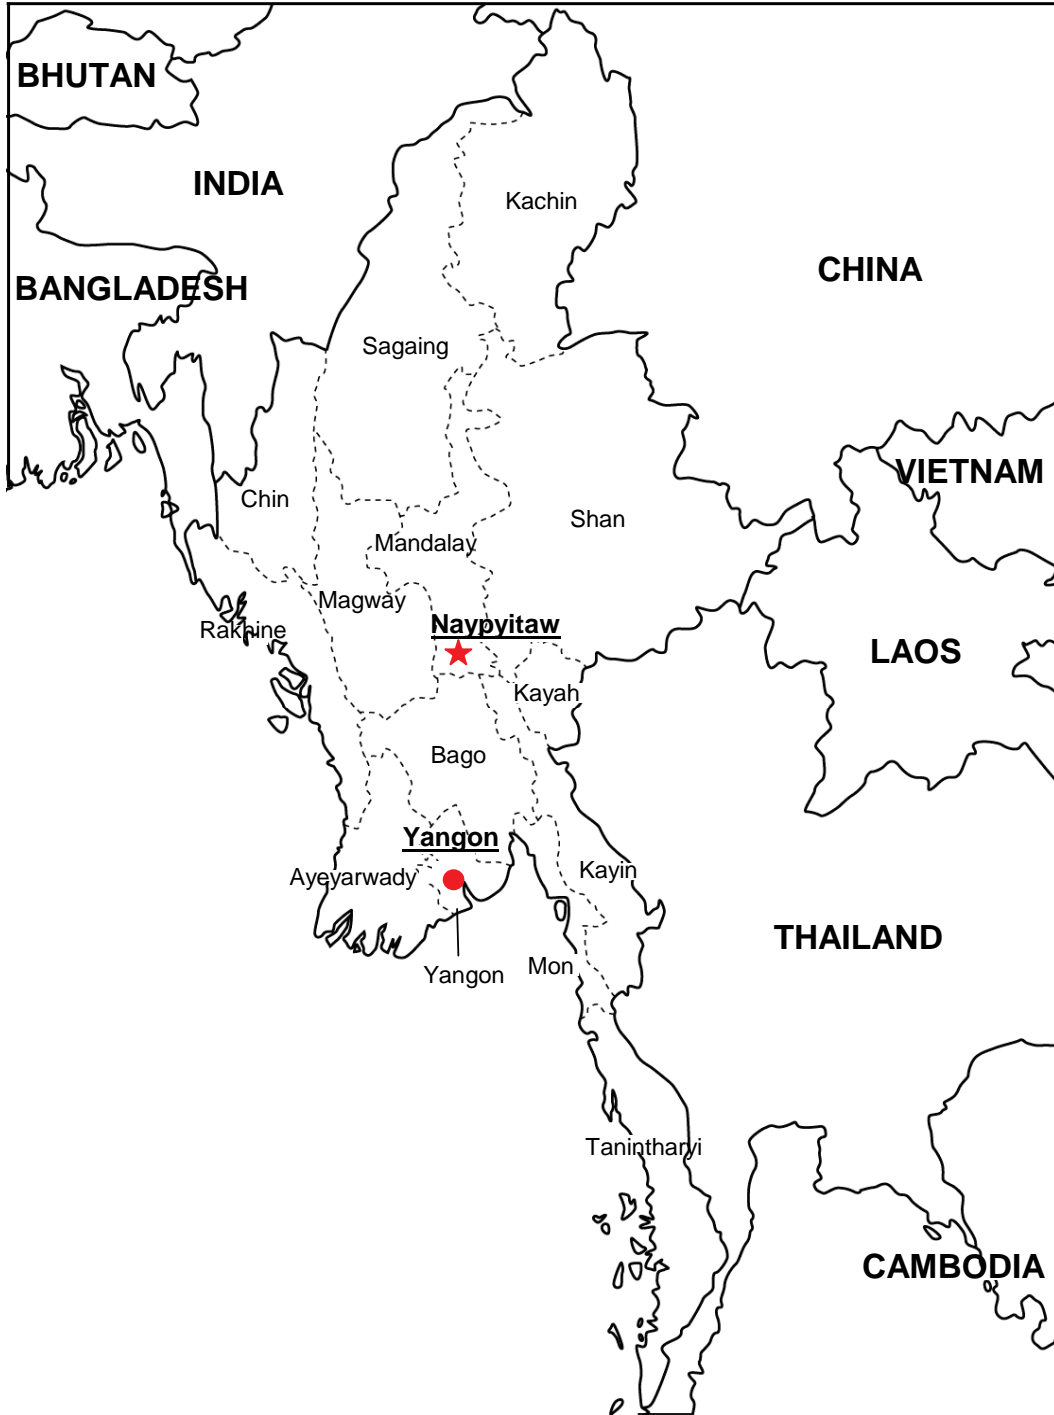 BHUTAN
INDIA
Kachin
CHINA
BANGLADESH
Sagaing
VIETNAM
Chin
Shan
Mandalay
Magway
Naypyitaw
Rakhine
LAOS
Kayah
Bago
Yangon
Kayin
Ayeyarwady
THAILAND
Mon
Yangon
Tanintharyi
CAMBODIA